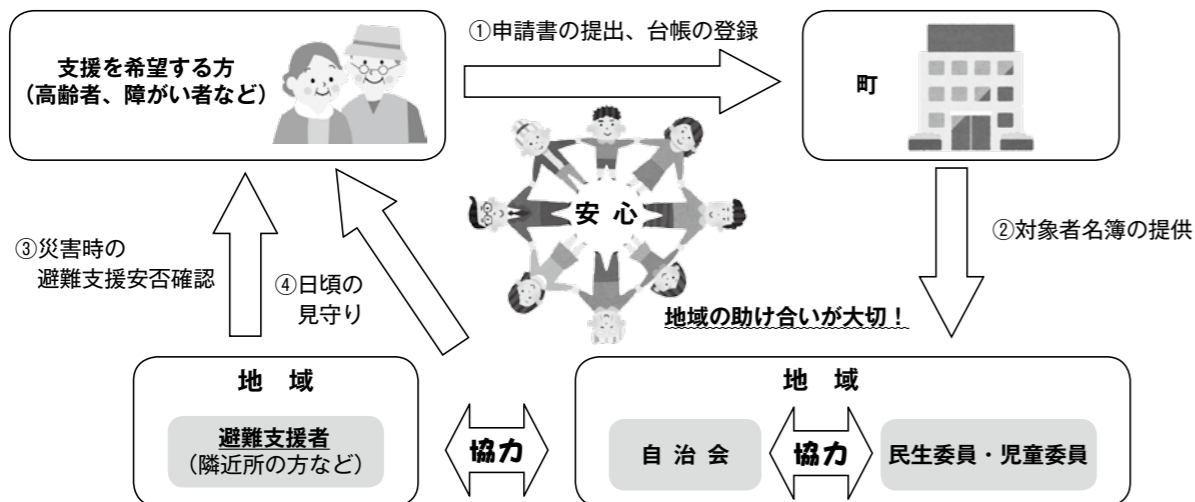 ①申請書の提出、台帳の登録
支援を希望する方
（高齢者、障がい者など）
町
安心
②対象者名簿の提供
③災害時の
避難支援安否確認
④日頃の
見守り
地域の助け合いが大切！
地域
避難支援者
（隣近所の方など）
協力
地域
自治会
協力
民生委員・児童委員